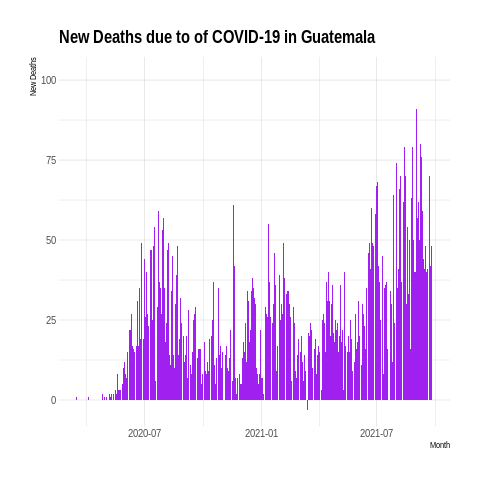 New Deaths due to of COVID-19 in Guatemala
New Deaths
100
75
50
25
0
2020-07
2021-01
2021-07
Month